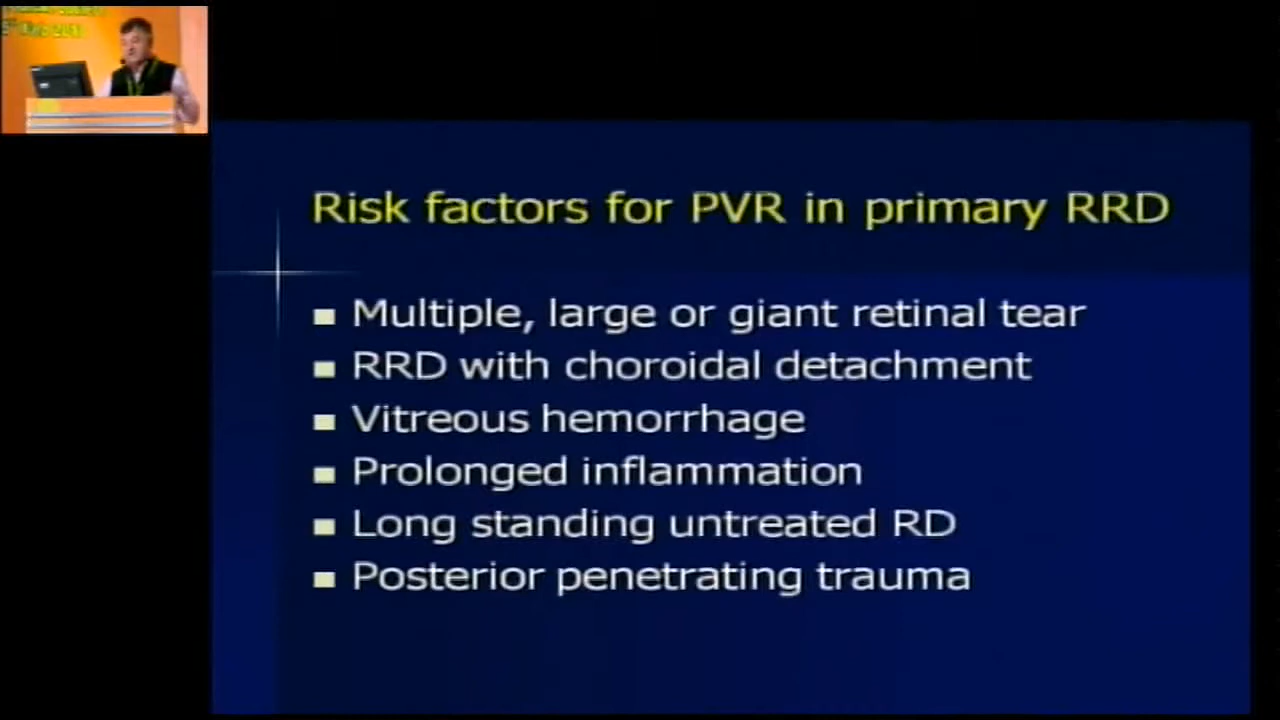 Risk factors for PVR in primary RRD
Multiple, large or giant retinal tear
RRD with choroidal detachment
Vitreous hemorrhage
Prolonged inflammation
Long standing untreated RD
Posterior penetrating trauma